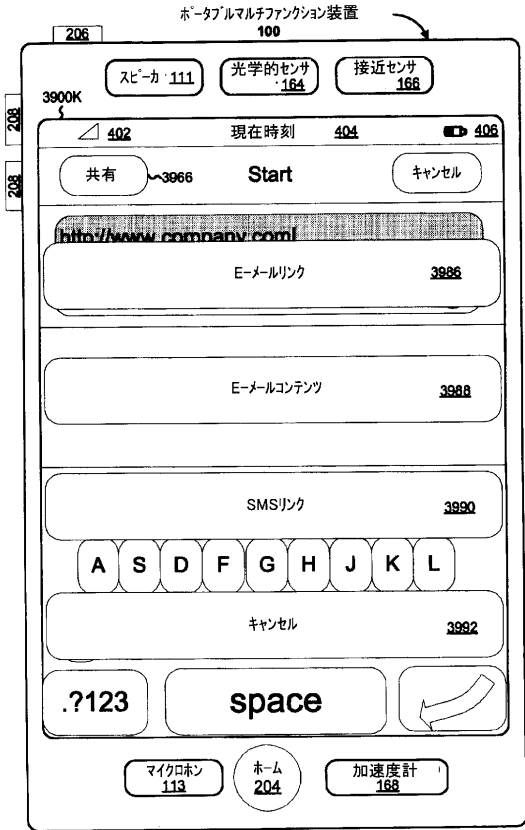 ポータブルマルチファンクション装置
100
206
スピーカ 111
光学的センサ
164
接近センサ
166
3900K
208
208
402
現在時刻 404
406
共有
3966
Start
キャンセル
http://www.company.com
E-メールリンク 3986
E-メールコンテンツ 3988
SMSリンク 3990
A S D F G H J K L
キャンセル 3992
.?123
space
マイクロホン
113
ホーム
204
加速度計
168